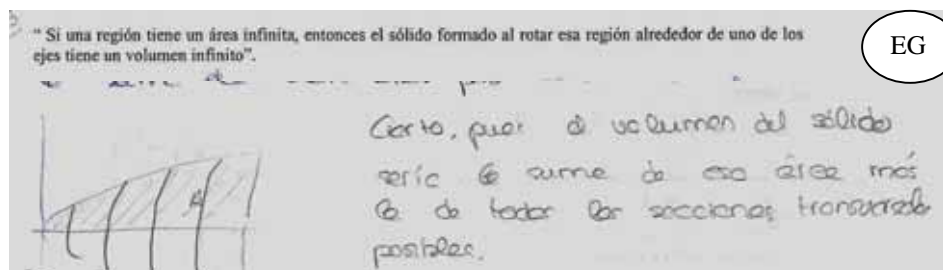 “ Si una región tiene un área infinita, entonces el sólido formado al rotar esa región alrededor de uno de los
ejes tiene un volumen infinito”.
EG
Cierto, pues el volumen del sólido
sería la suma de esa área más
la de todas las secciones transversales
posibles.
A